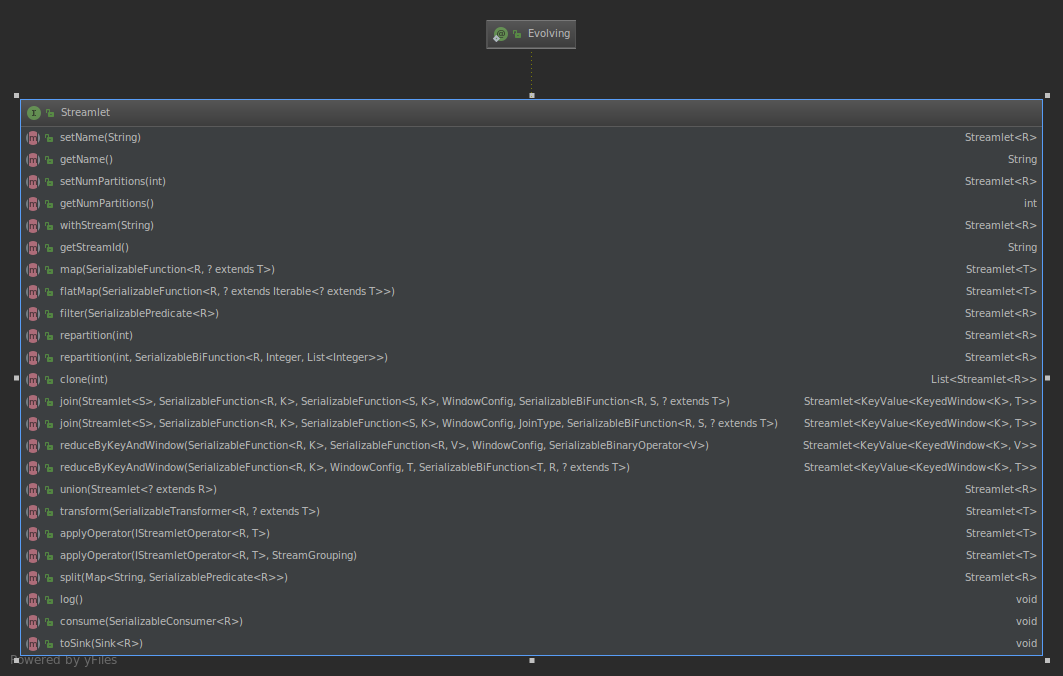 Evolving
Streamlet
setName(String) Streamlet<R>
getName() String
setNumPartitions(int) Streamlet<R>
getNumPartitions() int
withStream(String) Streamlet<R>
getStreamId() String
map(SerializableFunction<R, ? extends T>) Streamlet<T>
flatMap(SerializableFunction<R, ? extends Iterable<? extends T>>) Streamlet<T>
filter(SerializablePredicate<R>) Streamlet<R>
repartition(int) Streamlet<R>
repartition(int, SerializableBiFunction<R, Integer, List<Integer>>) Streamlet<R>
clone(int) List<Streamlet<R>>
join(Streamlet<S>, SerializableFunction<R, K>, SerializableFunction<S, K>, WindowConfig, SerializableBiFunction<R, S, ? extends T>) Streamlet<KeyValue<KeyedWindow<K>, T>>
join(Streamlet<S>, SerializableFunction<R, K>, SerializableFunction<S, K>, WindowConfig, JoinType, SerializableBiFunction<R, S, ? extends T>) Streamlet<KeyValue<KeyedWindow<K>, T>>
reduceByKeyAndWindow(SerializableFunction<R, K>, SerializableFunction<R, V>, WindowConfig, SerializableBinaryOperator<V>) Streamlet<KeyValue<KeyedWindow<K>, V>>
reduceByKeyAndWindow(SerializableFunction<R, K>, WindowConfig, T, SerializableBiFunction<T, R, ? extends T>) Streamlet<KeyValue<KeyedWindow<K>, T>>
union(Streamlet<? extends R>) Streamlet<R>
transform(SerializableTransformer<R, ? extends T>) Streamlet<T>
applyOperator(IStreamletOperator<R, T>) Streamlet<T>
applyOperator(IStreamletOperator<R, T>, StreamGrouping) Streamlet<T>
split(Map<String, SerializablePredicate<R>>) Streamlet<R>
log() void
consume(SerializableConsumer<R>) void
toSink(Sink<R>) void
Powered by yFiles